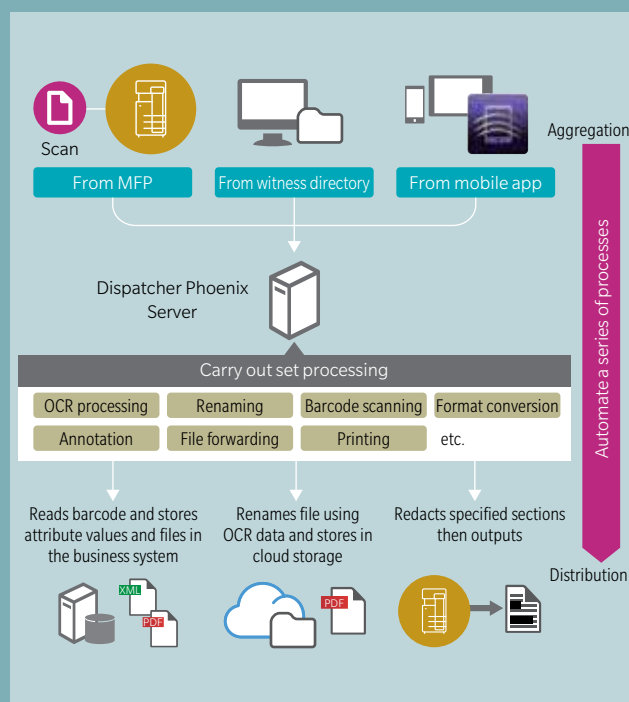 Scan
Aggregation
From MFP
From witness directory
From mobile app
Dispatcher Phoenix
Server
Automate a series of processes
Carry out set processing
OCR processing
Renaming
Barcode scanning
Format conversion
Annotation
File forwarding
Printing
etc.
Reads barcode and stores
attribute values and files in
the business system
Renames file using
OCR data and stores in
cloud storage
Redacts specified sections
then outputs
Distribution
XML
PDF
PDF